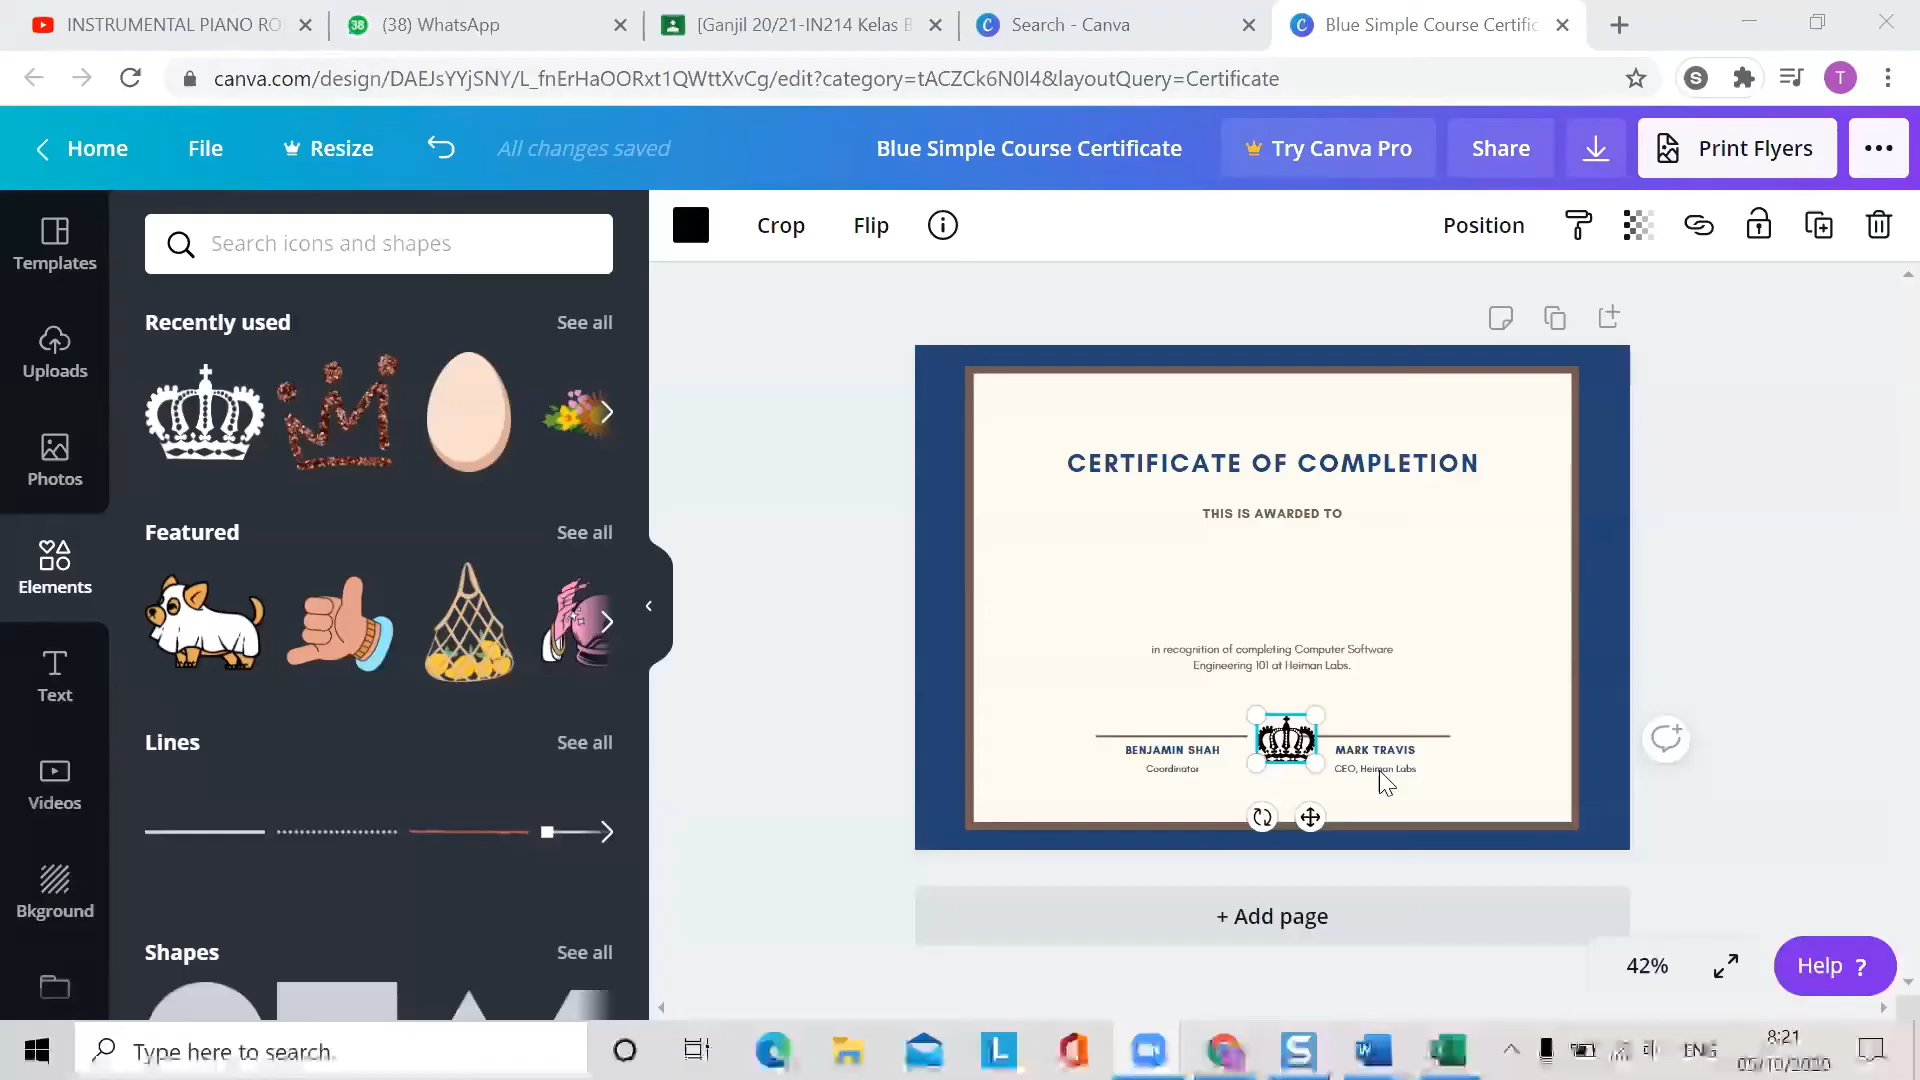 INSTRUMENTAL PIANO RO
(38) WhatsApp
[Ganjil 20/21-IN214 Kelas B
Search - Canva
Blue Simple Course Certific
canva.com/design/DAEJsYYjSNY/L_fnErHaOORxt1QWttXvCg/edit?category=tACZCk6N0I4&layoutQuery=Certificate
S
T
Home
File
Resize
All changes saved
Blue Simple Course Certificate
Try Canva Pro
Share
Print Flyers
Crop
Flip
Position
Templates
Uploads
Photos
Elements
Text
Videos
Bkground
Search icons and shapes
Recently used
See all
Featured
See all
Lines
See all
Shapes
See all
CERTIFICATE OF COMPLETION
THIS IS AWARDED TO
in recognition of completing Computer Software
Engineering 101 at Heiman Labs.
BENJAMIN SHAH
Coordinator
MARK TRAVIS
CEO, Heiman Labs
+ Add page
42%
Help ?
Type here to search
ENG
8:21
05/10/2020